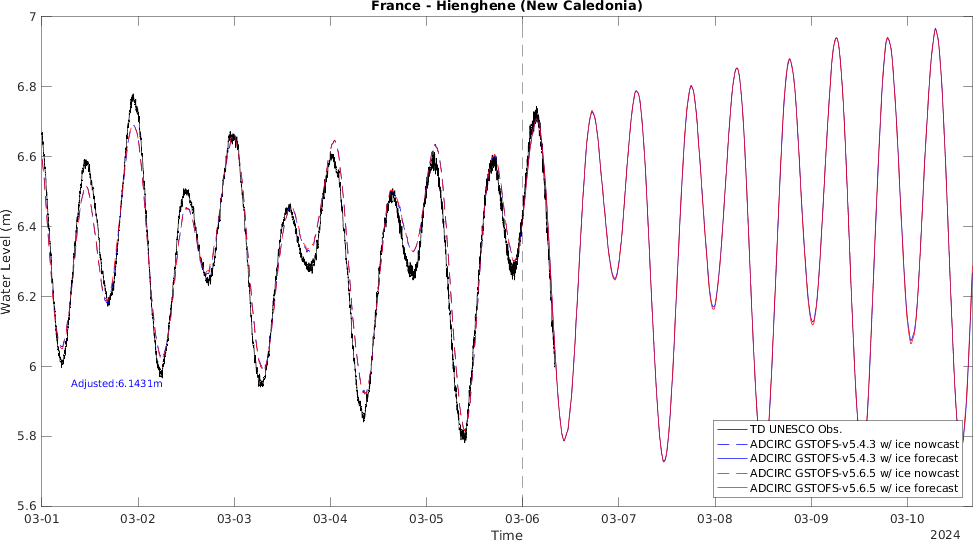 France - Hienghene (New Caledonia)
7
6.8
6.6
6.4
6.2
6
5.8
5.6
Water Level (m)
Adjusted:6.1431m
TD UNESCO Obs.
ADCIRC GSTOFS-v5.4.3 w/ ice nowcast
ADCIRC GSTOFS-v5.4.3 w/ ice forecast
ADCIRC GSTOFS-v5.6.5 w/ ice nowcast
ADCIRC GSTOFS-v5.6.5 w/ ice forecast
03-01 03-02 03-03 03-04 03-05 03-06 03-07 03-08 03-09 03-10
Time
2024